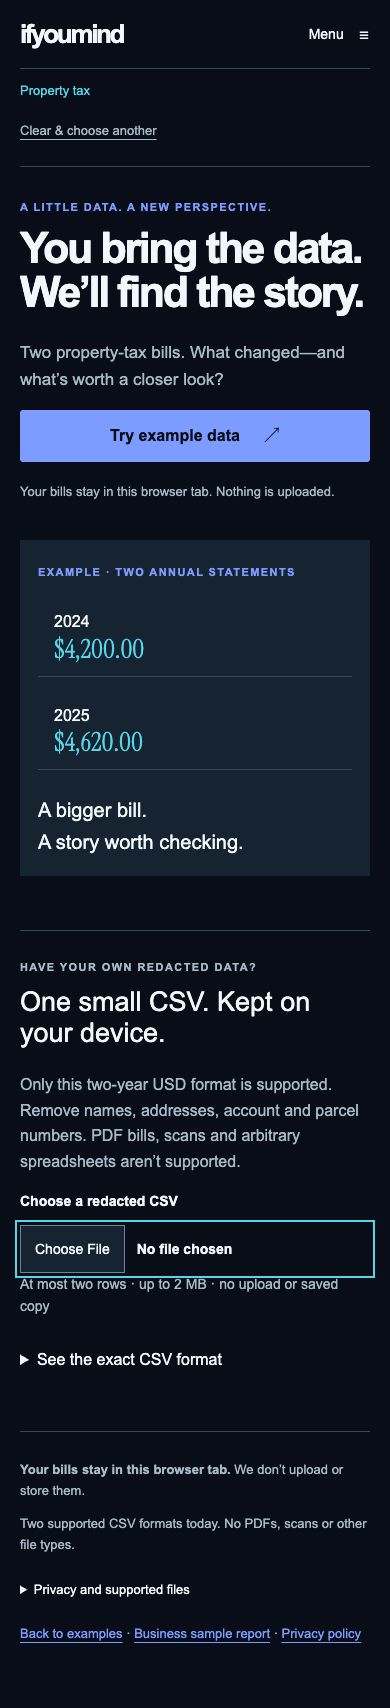 ifyoumind
Menu ≡
Property tax
Clear & choose another
A LITTLE DATA. A NEW PERSPECTIVE.
You bring the data.
We’ll find the story.
Two property-tax bills. What changed—and
what’s worth a closer look?
Try example data
Your bills stay in this browser tab. Nothing is uploaded.
EXAMPLE · TWO ANNUAL STATEMENTS
2024
$4,200.00
2025
$4,620.00
A bigger bill.
A story worth checking.
HAVE YOUR OWN REDACTED DATA?
One small CSV. Kept on
your device.
Only this two-year USD format is supported.
Remove names, addresses, account and parcel
numbers. PDF bills, scans and arbitrary
spreadsheets aren’t supported.
Choose a redacted CSV
Choose File No file chosen
At most two rows · up to 2 MB · no upload or saved
copy
See the exact CSV format
Your bills stay in this browser tab. We don’t upload or
store them.
Two supported CSV formats today. No PDFs, scans or other
file types.
Privacy and supported files
Back to examples · Business sample report · Privacy policy